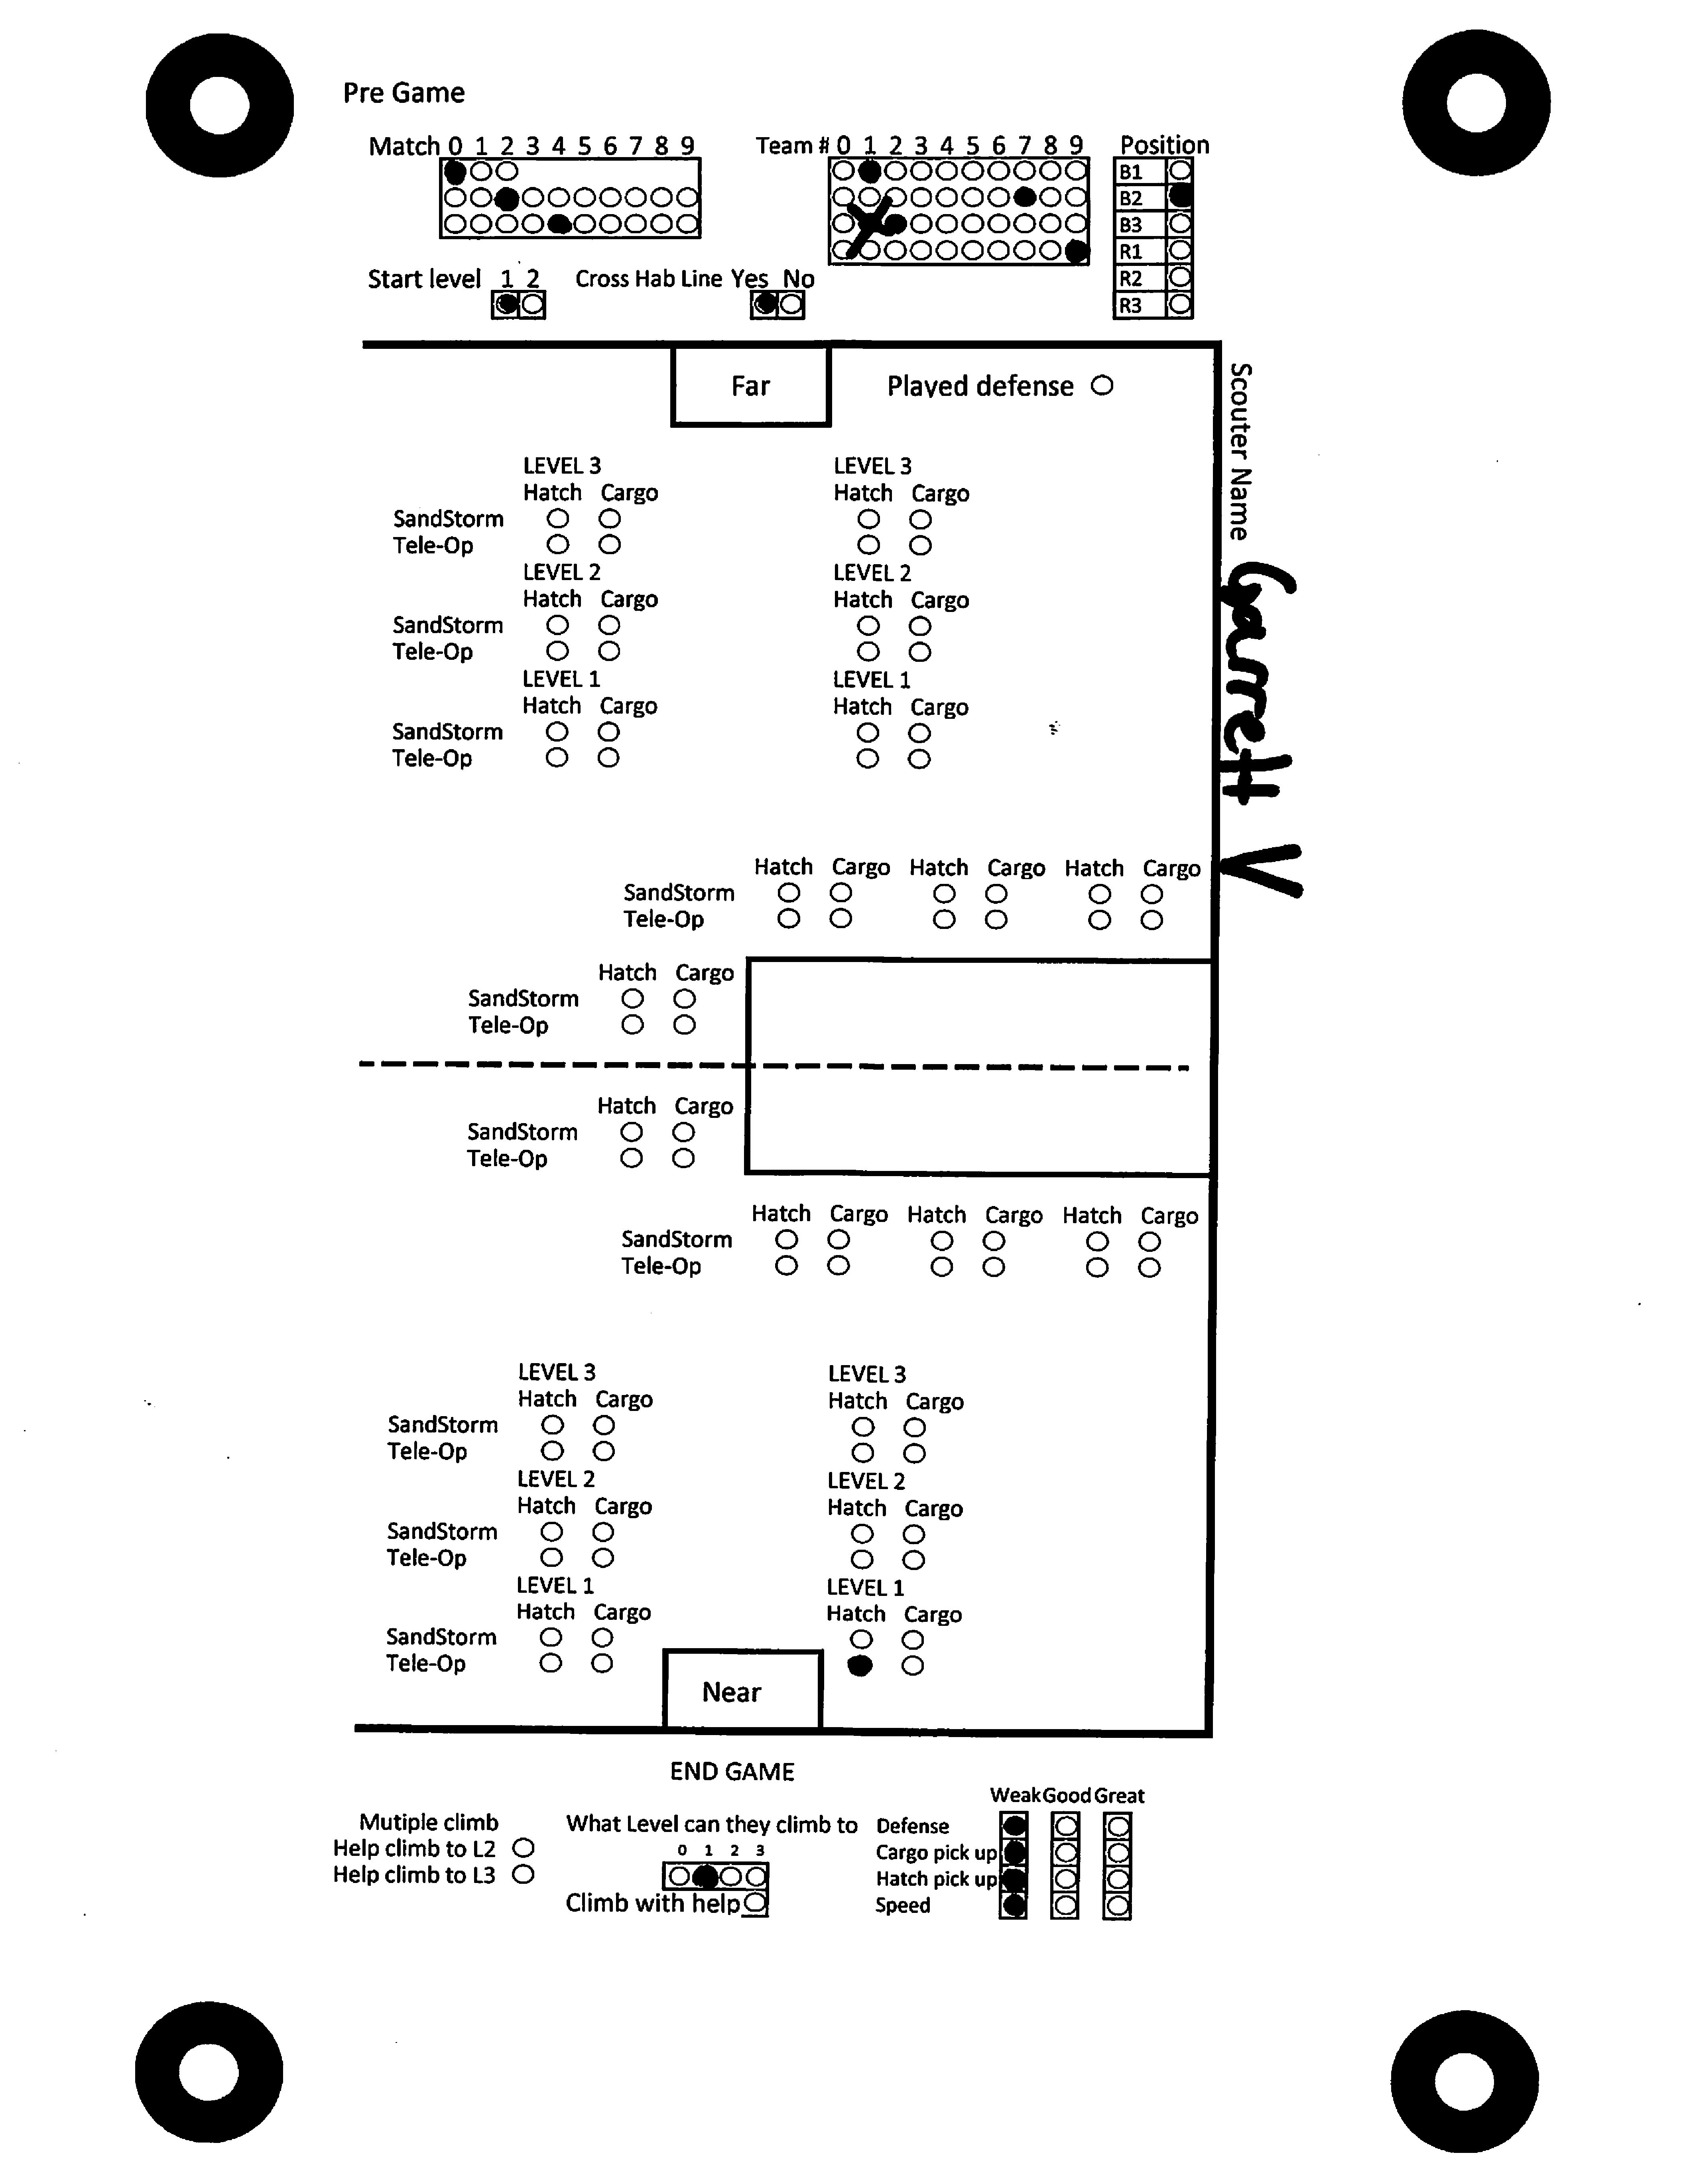 Pre Game
Match 0 1 2 3 4 5 6 7 8 9
Team # 0 1 2 3 4 5 6 7 8 9
Position
B1
B2
B3
R1
R2
R3
Start level 1 2
Cross Hab Line Yes No
Far
Played defense
Scouter Name
Garrett V
LEVEL 3 LEVEL 3
Hatch Cargo Hatch Cargo
SandStorm
Tele-Op
LEVEL 2 LEVEL 2
Hatch Cargo Hatch Cargo
SandStorm
Tele-Op
LEVEL 1 LEVEL 1
Hatch Cargo Hatch Cargo
SandStorm
Tele-Op
Hatch Cargo Hatch Cargo Hatch Cargo
SandStorm
Tele-Op
Hatch Cargo
SandStorm
Tele-Op
Hatch Cargo
SandStorm
Tele-Op
Hatch Cargo Hatch Cargo Hatch Cargo
SandStorm
Tele-Op
LEVEL 3 LEVEL 3
Hatch Cargo Hatch Cargo
SandStorm
Tele-Op
LEVEL 2 LEVEL 2
Hatch Cargo Hatch Cargo
SandStorm
Tele-Op
LEVEL 1 LEVEL 1
Hatch Cargo Hatch Cargo
SandStorm
Tele-Op
Near
END GAME
Mutiple climb
Help climb to L2
Help climb to L3
What Level can they climb to
0 1 2 3
Climb with help
Weak Good Great
Defense
Cargo pick up
Hatch pick up
Speed